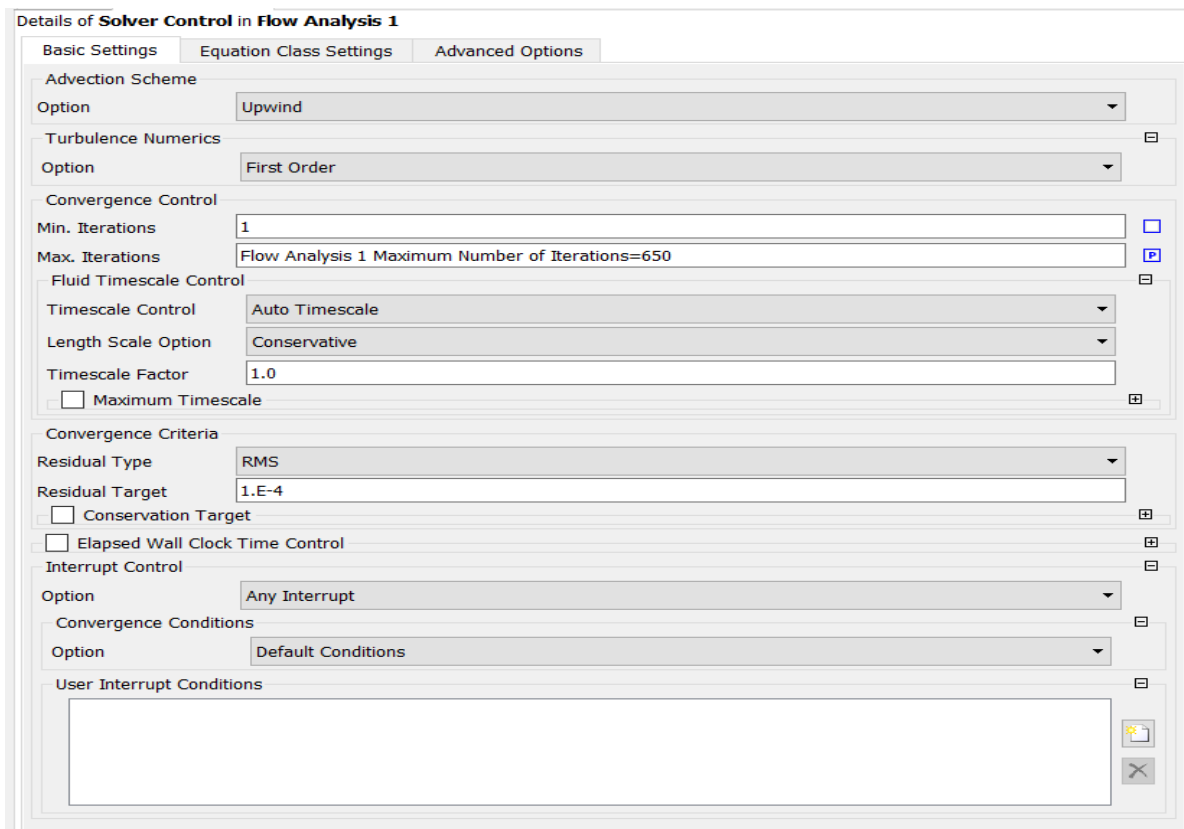 Details of Solver Control in Flow Analysis 1
Basic Settings Equation Class Settings Advanced Options
Advection Scheme
Option Upwind
Turbulence Numerics
Option First Order
Convergence Control
Min. Iterations 1
Max. Iterations Flow Analysis 1 Maximum Number of Iterations=650 P
Fluid Timescale Control
Timescale Control Auto Timescale
Length Scale Option Conservative
Timescale Factor 1.0
Maximum Timescale
Convergence Criteria
Residual Type RMS
Residual Target 1.E-4
Conservation Target
Elapsed Wall Clock Time Control
Interrupt Control
Option Any Interrupt
Convergence Conditions
Option Default Conditions
User Interrupt Conditions